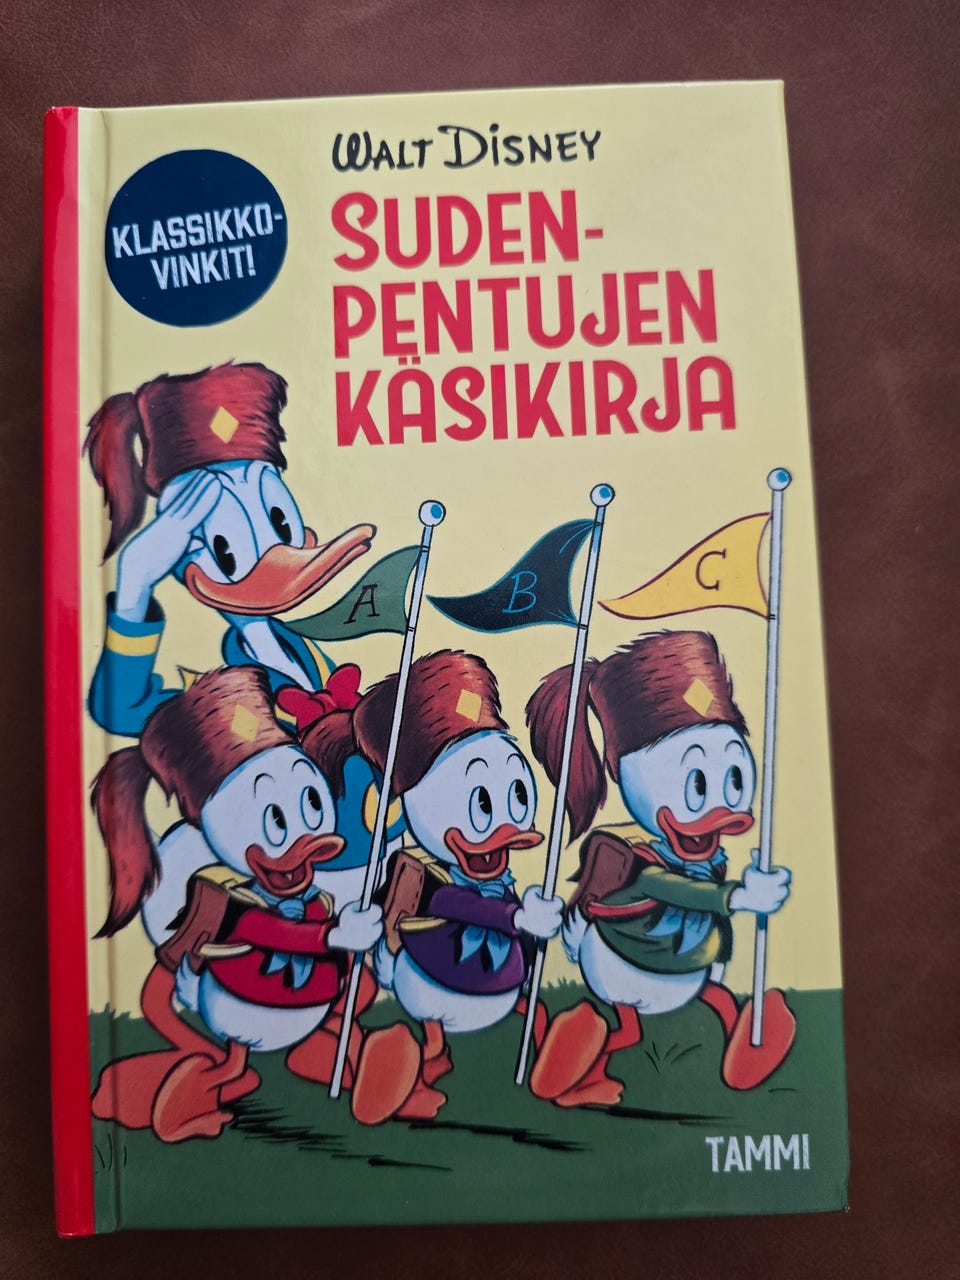 WALT DISNEY
KLASSIKKO-
VINKIT!
SUDEN-
PENTUJEN
KÄSIKIRJA
A
B
C
TAMMI